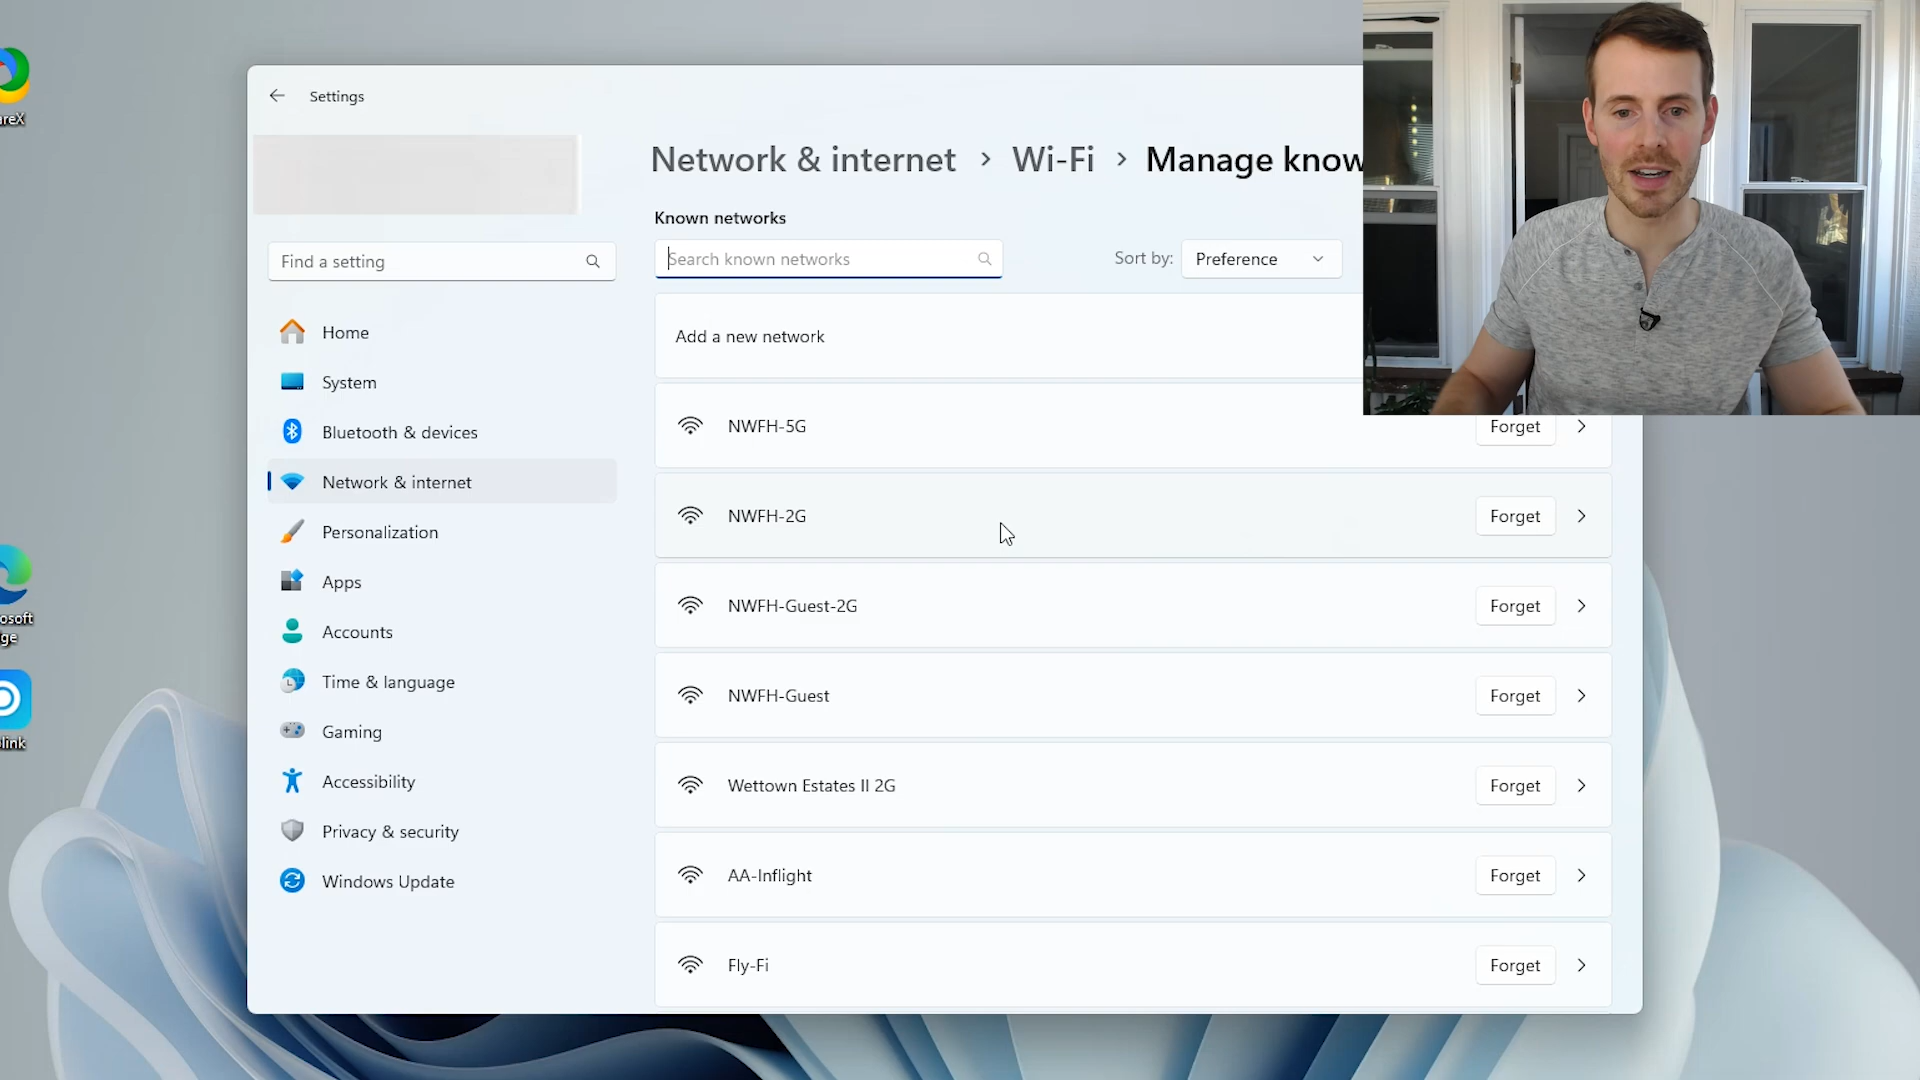 areX
Settings
Network & internet > Wi-Fi > Manage know
Known networks
Find a setting
Search known networks
Sort by: Preference
Home
Add a new network
System
Bluetooth & devices
NWFH-5G Forget
Network & internet
NWFH-2G Forget
Personalization
Apps
NWFH-Guest-2G Forget
osoft
ge
Accounts
Time & language
NWFH-Guest Forget
link
Gaming
Accessibility
Wettown Estates II 2G Forget
Privacy & security
Windows Update
AA-Inflight Forget
Fly-Fi Forget